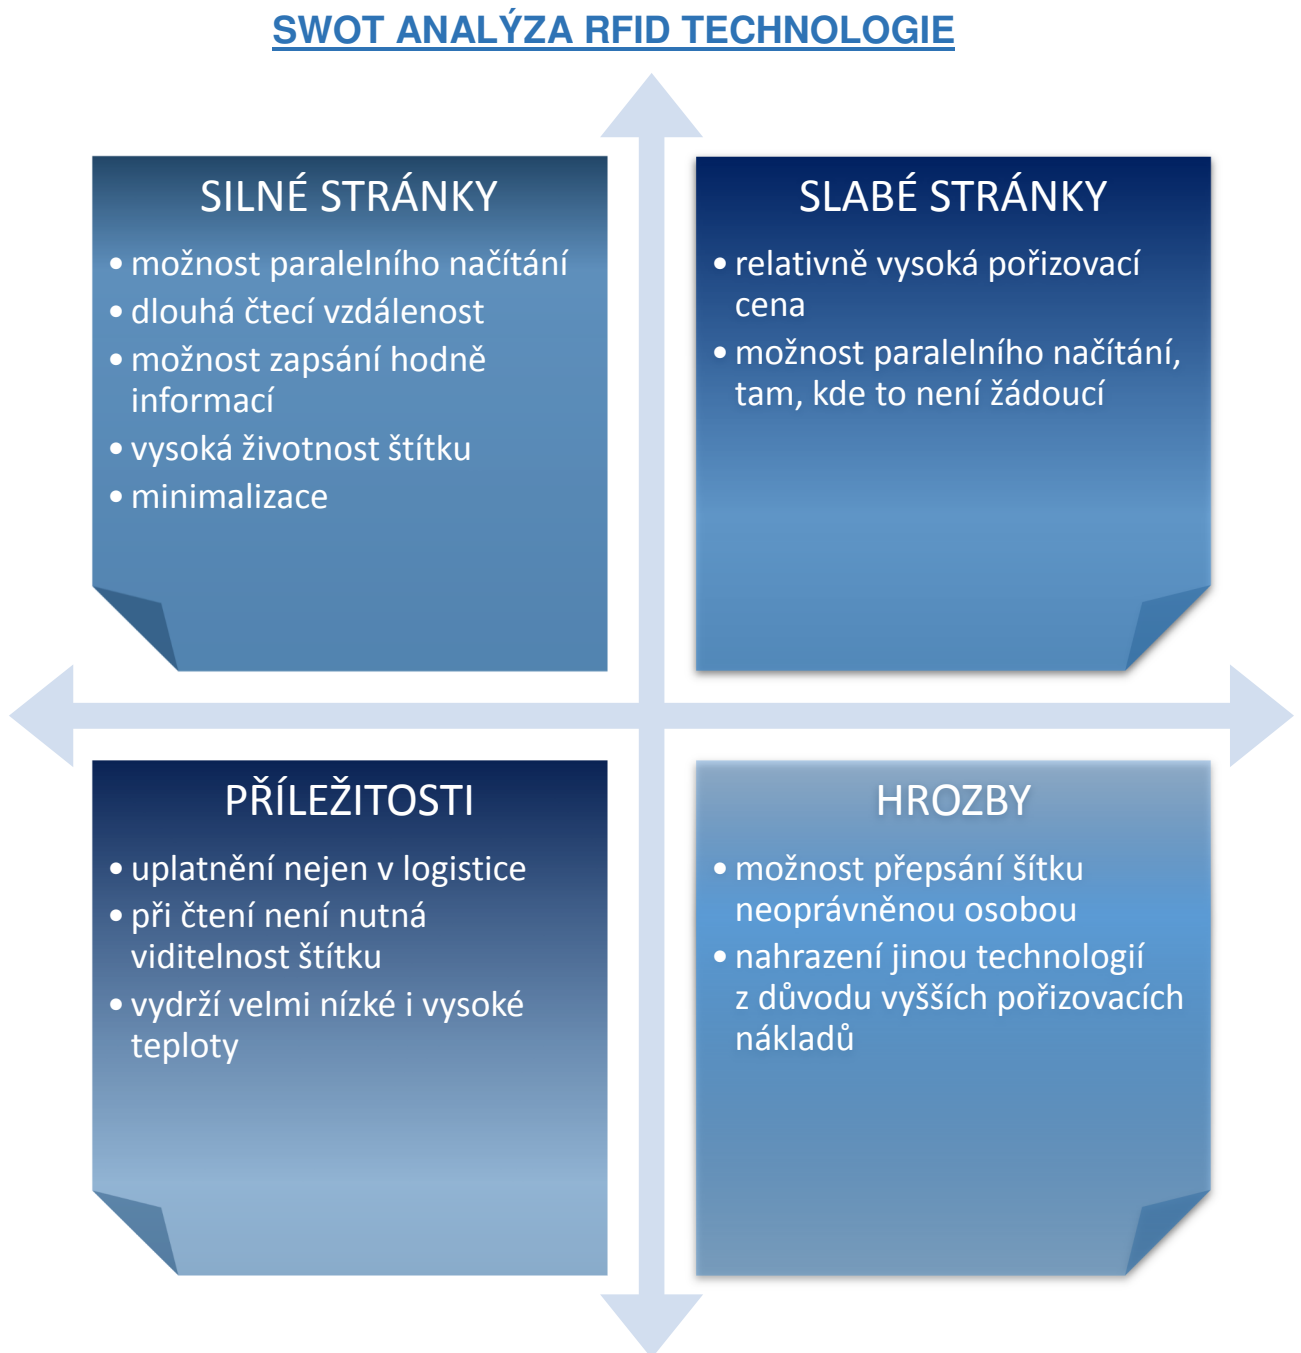 SWOT ANALÝZA RFID TECHNOLOGIE
SILNÉ STRÁNKY
• možnost paralelního načítání
• dlouhá čtecí vzdálenost
• možnost zapsání hodně
informací
• vysoká životnost štítku
• minimalizace
SLABÉ STRÁNKY
• relativně vysoká pořizovací
cena
• možnost paralelního načítání,
tam, kde to není žádoucí
PŘÍLEŽITOSTI
• uplatnění nejen v logistice
• při čtení není nutná
viditelnost štítku
• vydrží velmi nízké i vysoké
teploty
HROZBY
• možnost přepsání šítku
neoprávněnou osobou
• nahrazení jinou technologií
z důvodu vyšších pořizovacích
nákladů